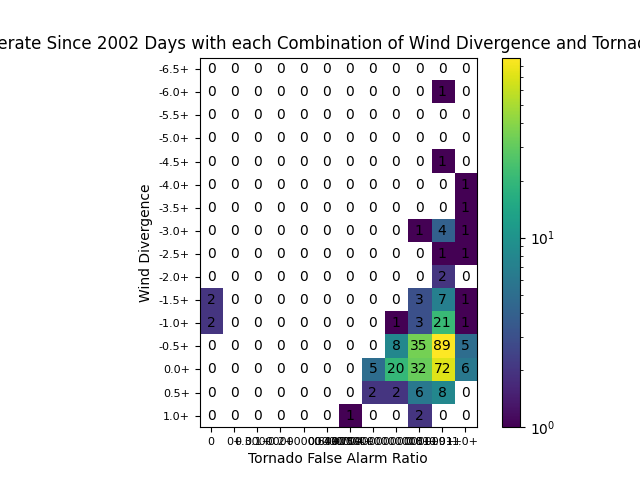 erate Since 2002 Days with each Combination of Wind Divergence and Torna
-6.5+ 0 0 0 0 0 0 0 0 0 0 0 0
-6.0+ 0 0 0 0 0 0 0 0 0 0 1 0
-5.5+ 0 0 0 0 0 0 0 0 0 0 0 0
-5.0+ 0 0 0 0 0 0 0 0 0 0 0 0
-4.5+ 0 0 0 0 0 0 0 0 0 0 1 0
-4.0+ 0 0 0 0 0 0 0 0 0 0 0 1
-3.5+ 0 0 0 0 0 0 0 0 0 0 0 1
-3.0+ 0 0 0 0 0 0 0 0 0 1 4 1
-2.5+ 0 0 0 0 0 0 0 0 0 0 1 1
-2.0+ 0 0 0 0 0 0 0 0 0 0 2 0
-1.5+ 2 0 0 0 0 0 0 0 0 3 7 1
-1.0+ 2 0 0 0 0 0 0 0 1 3 21 1
-0.5+ 0 0 0 0 0 0 0 0 8 35 89 5
0.0+ 0 0 0 0 0 0 0 5 20 32 72 6
0.5+ 0 0 0 0 0 0 0 2 2 6 8 0
1.0+ 0 0 0 0 0 0 1 0 0 2 0 0
0
Tornado False Alarm Ratio
Wind Divergence
10¹
10⁰